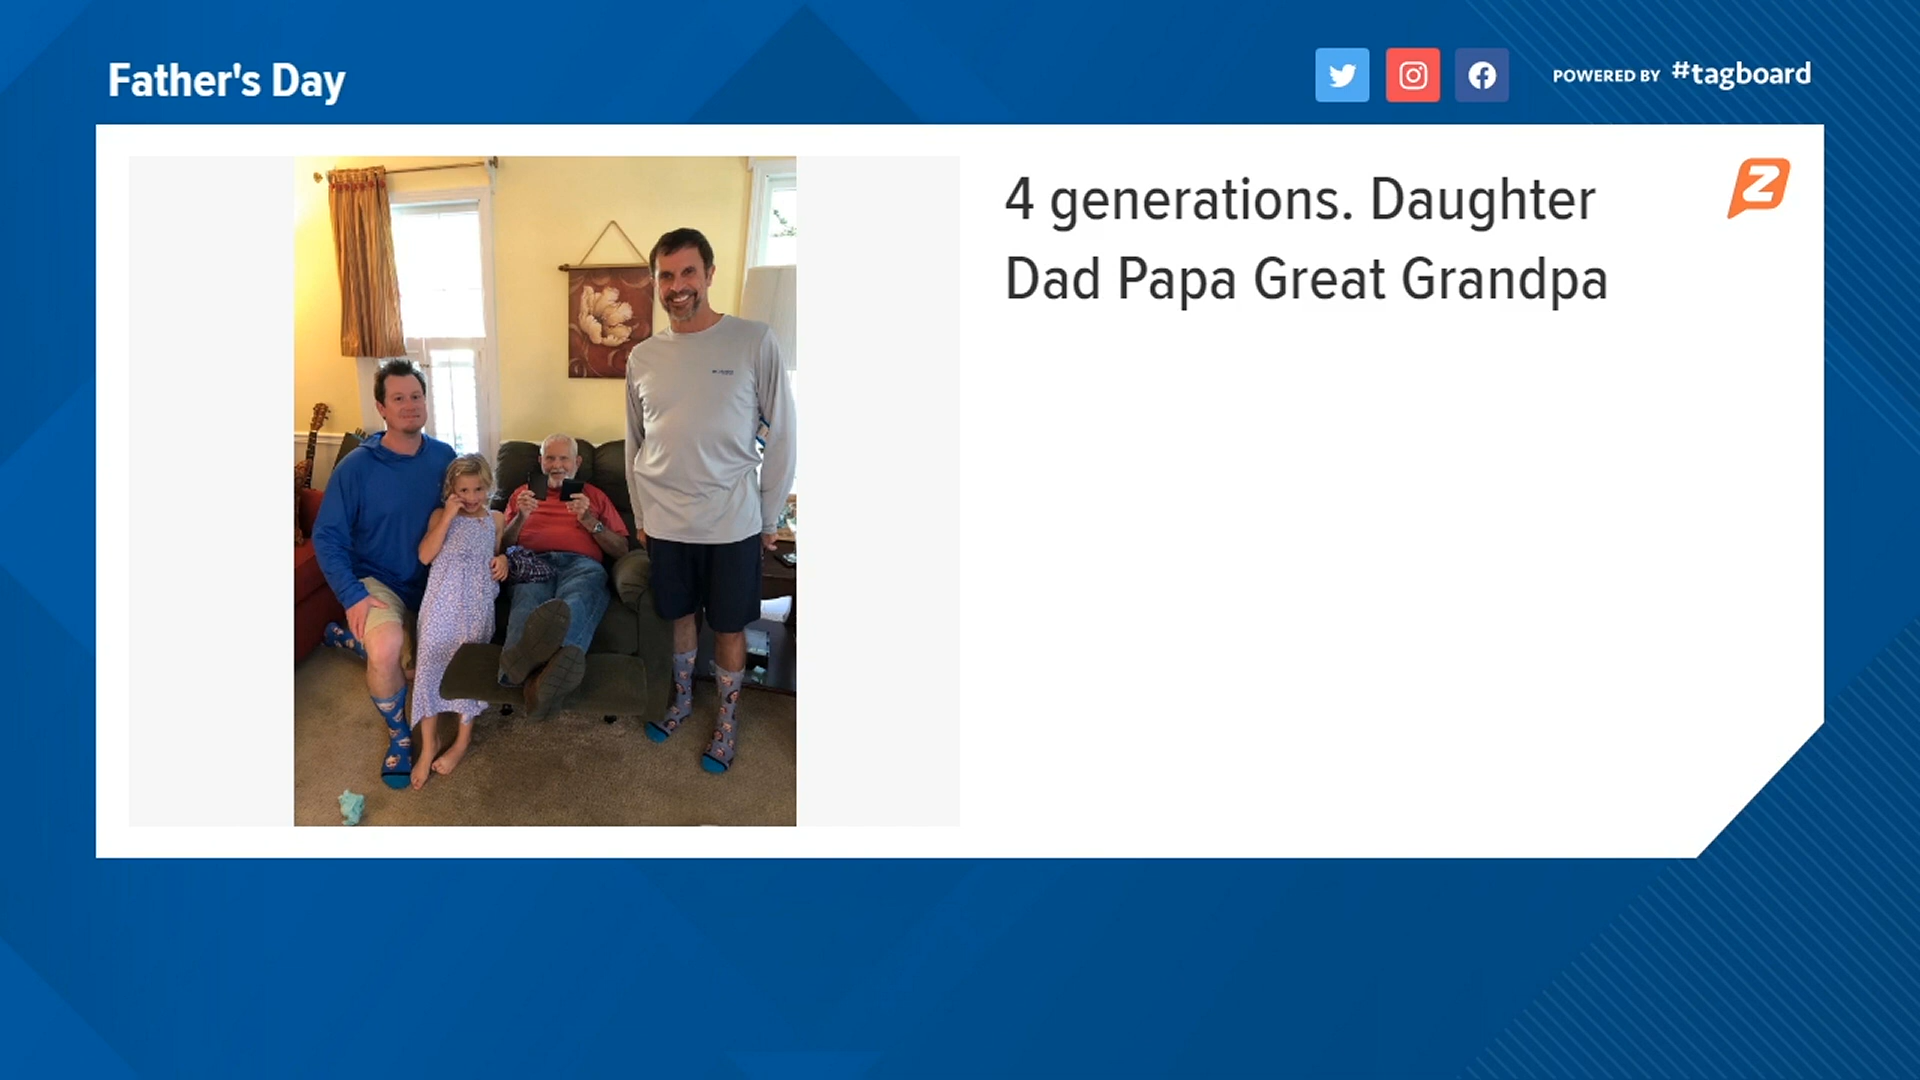 Father's Day
POWERED BY #tagboard
4 generations. Daughter
Dad Papa Great Grandpa